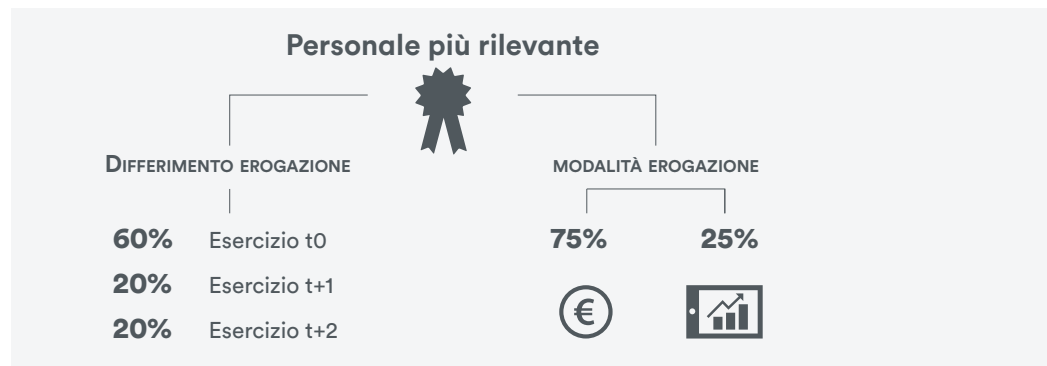 Personale più rilevante
Differimento erogazione
modalità erogazione
60% Esercizio t0
20% Esercizio t+1
20% Esercizio t+2
75% 25%
€